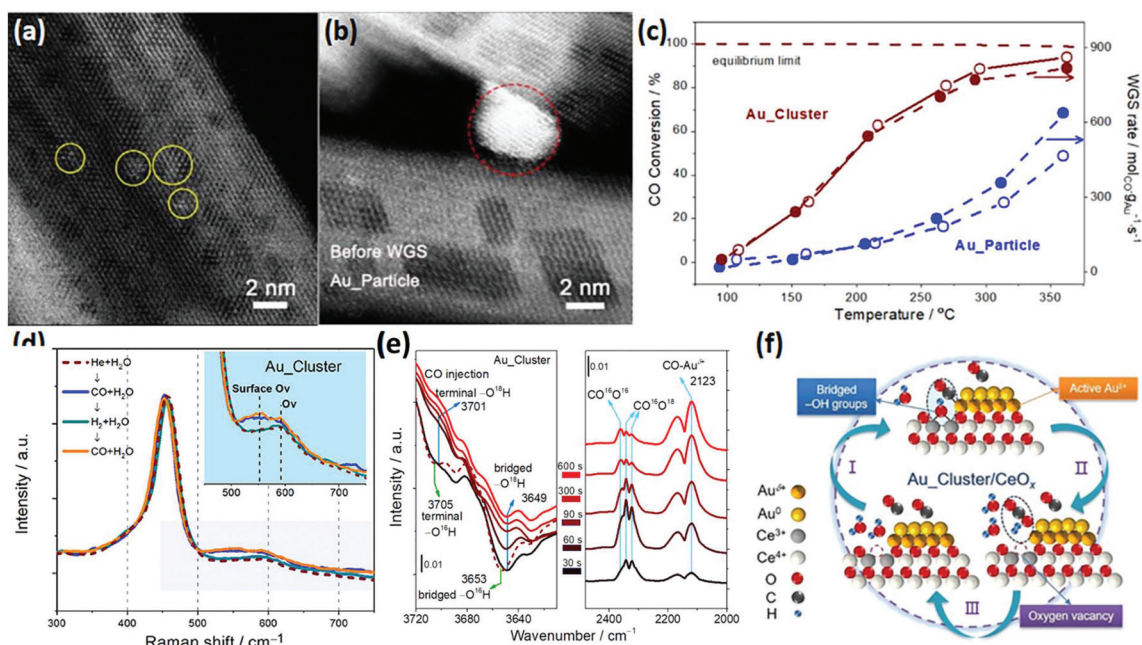 (a)
2 nm
(b)
Before WGS
Au_Particle
2 nm
(c)
CO Conversion / %
100
80
60
40
20
0
equilibrium limit
Au_Cluster
Au_Particle
900
600
300
0
WGS rate / mol_CO·g_Au⁻¹·s⁻¹
100 150 200 250 300 350
Temperature / °C
(d)
Intensity / a.u.
He+H₂O
↓
CO+H₂O
↓
H₂+H₂O
↓
CO+H₂O
Au_Cluster
Surface Ov
Ov
500 600 700
300 400 500 600 700
Raman shift / cm⁻¹
(e)
Intensity / a.u.
Au_Cluster
CO injection
terminal –O¹⁸H
3701
bridged
–O¹⁸H
3649
3705
terminal
–O¹⁶H
0.01
3653
bridged –O¹⁶H
3720 3680 3640
600 s
300 s
90 s
60 s
30 s
0.01
CO-Au^δ+
2123
CO¹⁶O¹⁶
CO¹⁶O¹⁸
2400 2200 2000
Wavenumber / cm⁻¹
(f)
Bridged
–OH groups
Active Au^δ+
I
II
III
Au_Cluster/CeOₓ
Au^δ+
Au⁰
Ce³⁺
Ce⁴⁺
O
C
H
Oxygen vacancy